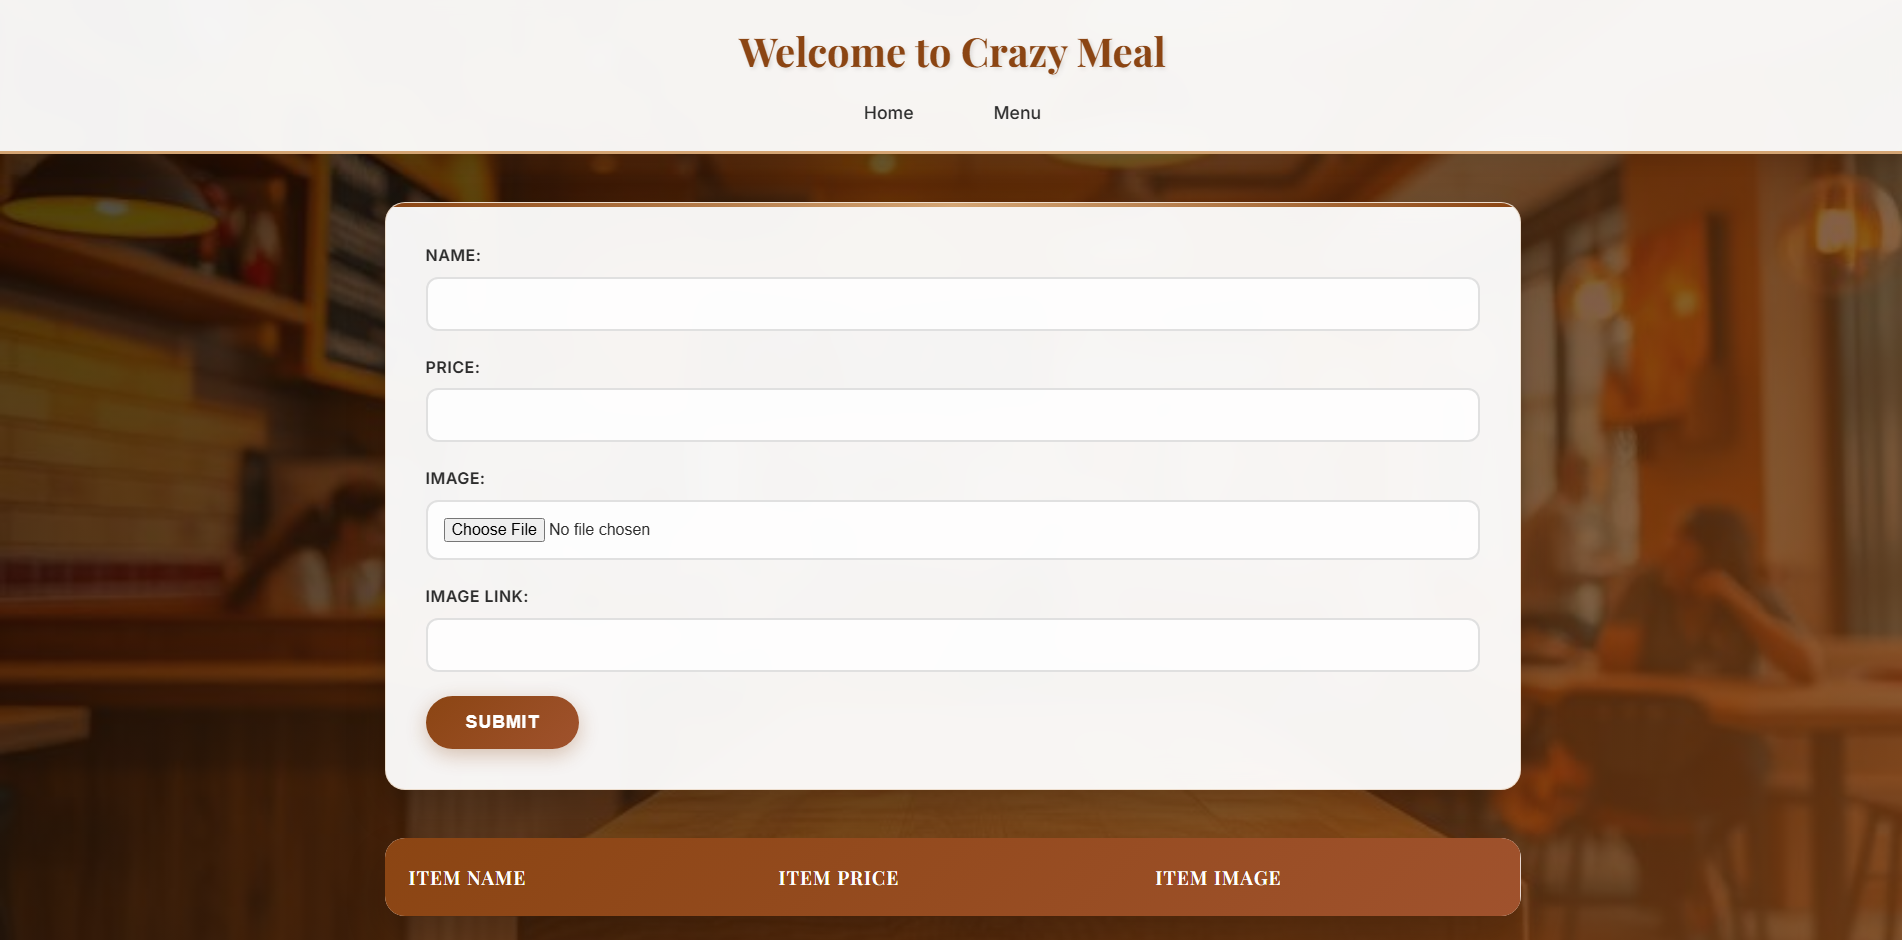 Welcome to Crazy Meal
Home Menu
NAME:
PRICE:
IMAGE:
Choose File No file chosen
IMAGE LINK:
SUBMIT
ITEM NAME ITEM PRICE ITEM IMAGE